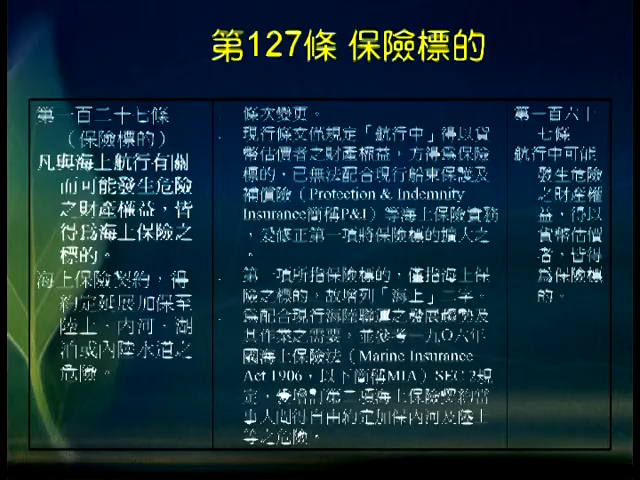 第127條 保險標的
第一百二十七條
(保險標的)
凡與海上航行有關
而可能發生危險
之財產權益，皆
得爲海上保險之
標的。
海上保險契約，得
約定延展加保至
陸上、內河、湖
泊或內陸水道之
危險。
條次變更。
現行條文係規定「航行中」得以貨
幣估價者之財產權益，方得爲保險
標的，已無法配合現行船東保護及
補償險（Protection & Indemnity
Insurance簡稱P&I）等海上保險實務
，爰修正第一項將保險標的擴大之
。
第一項所指保險標的，僅指海上保
險之標的，故增列「海上」二字。
爲配合現行海陸聯運之發展趨勢及
其作業之需要，並參考一九〇六年
國海上保險法（Marine Insurance
Act 1906，以下簡稱MIA）SEC 2規
定，爰增訂第二項海上保險契約當
事人間得自由約定加保內河及陸上
等之危險。
第一百六十
七條
航行中可能
發生危險
之財產權
益，得以
貨幣估價
者，皆得
爲保險標
的。